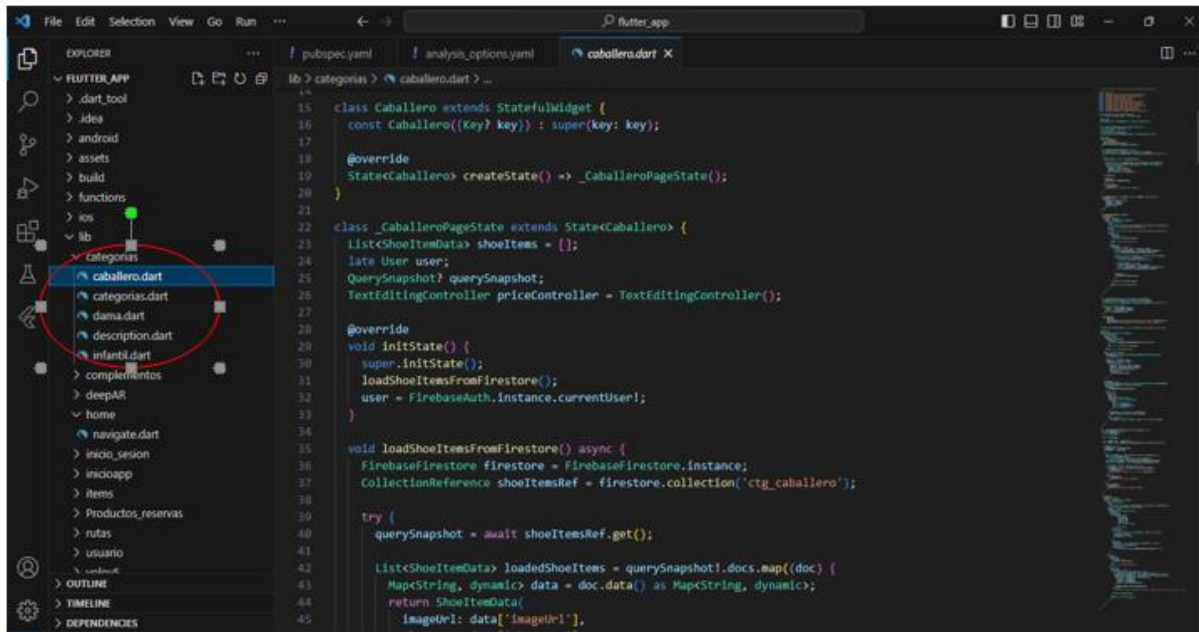 File Edit Selection View Go Run ...
flutter_app
EXPLORER
FLUTTER_APP
.dart_tool
.idea
android
assets
build
functions
ios
lib
categorias
caballero.dart
categorias.dart
dama.dart
description.dart
infantil.dart
complementos
deepAR
home
navigate.dart
inicio_sesion
inicioapp
items
Productos_reservas
rutas
usuario
OUTLINE
TIMELINE
DEPENDENCIES
! pubspec.yaml ! analysis_options.yaml caballero.dart ×
lib > categorias > caballero.dart > ...
14
15 class Caballero extends StatefulWidget {
16 const Caballero({Key? key}) : super(key: key);
17
18 @override
19 State<Caballero> createState() => _CaballeroPageState();
20 }
21
22 class _CaballeroPageState extends State<Caballero> {
23 List<ShoeItemData> shoeItems = [];
24 late User user;
25 QuerySnapshot? querySnapshot;
26 TextEditingController priceController = TextEditingController();
27
28 @override
29 void initState() {
30 super.initState();
31 loadShoeItemsFromFirestore();
32 user = FirebaseAuth.instance.currentUser!;
33 }
34
35 void loadShoeItemsFromFirestore() async {
36 FirebaseFirestore firestore = FirebaseFirestore.instance;
37 CollectionReference shoeItemsRef = firestore.collection('ctg_caballero');
38
39 try {
40 querySnapshot = await shoeItemsRef.get();
41
42 List<ShoeItemData> loadedShoeItems = querySnapshot!.docs.map((doc) {
43 Map<String, dynamic> data = doc.data() as Map<String, dynamic>;
44 return ShoeItemData(
45 imageUrl: data['imageUrl'],